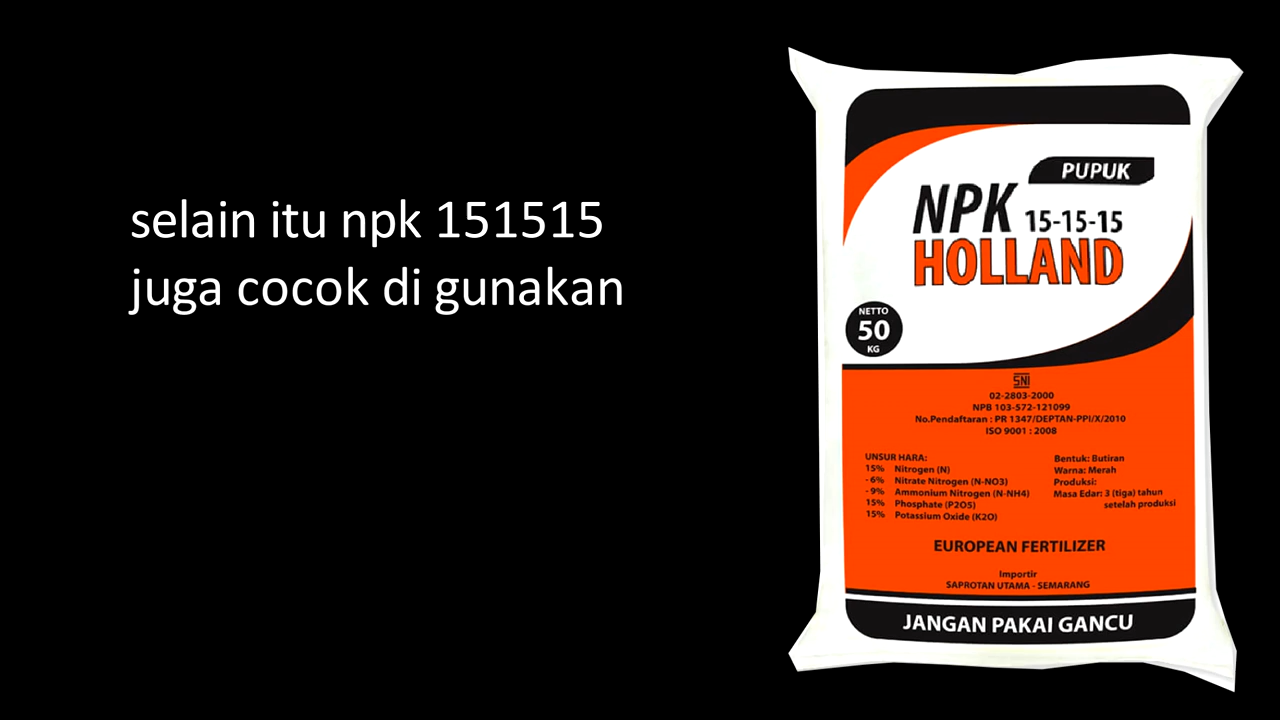 selain itu npk 151515
juga cocok di gunakan
PUPUK
NPK 15-15-15
HOLLAND
NETTO
50
KG
SNI
02-2803-2000
NPB 103-572-121099
No.Pendaftaran : PR 1347/DEPTAN-PPI/X/2010
ISO 9001 : 2008
UNSUR HARA:
15% Nitrogen (N)
- 6% Nitrate Nitrogen (N-NO3)
- 9% Ammonium Nitrogen (N-NH4)
15% Phosphate (P2O5)
15% Potassium Oxide (K2O)
Bentuk: Butiran
Warna: Merah
Produksi:
Masa Edar: 3 (tiga) tahun
setelah produksi
EUROPEAN FERTILIZER
Importir
SAPROTAN UTAMA - SEMARANG
JANGAN PAKAI GANCU